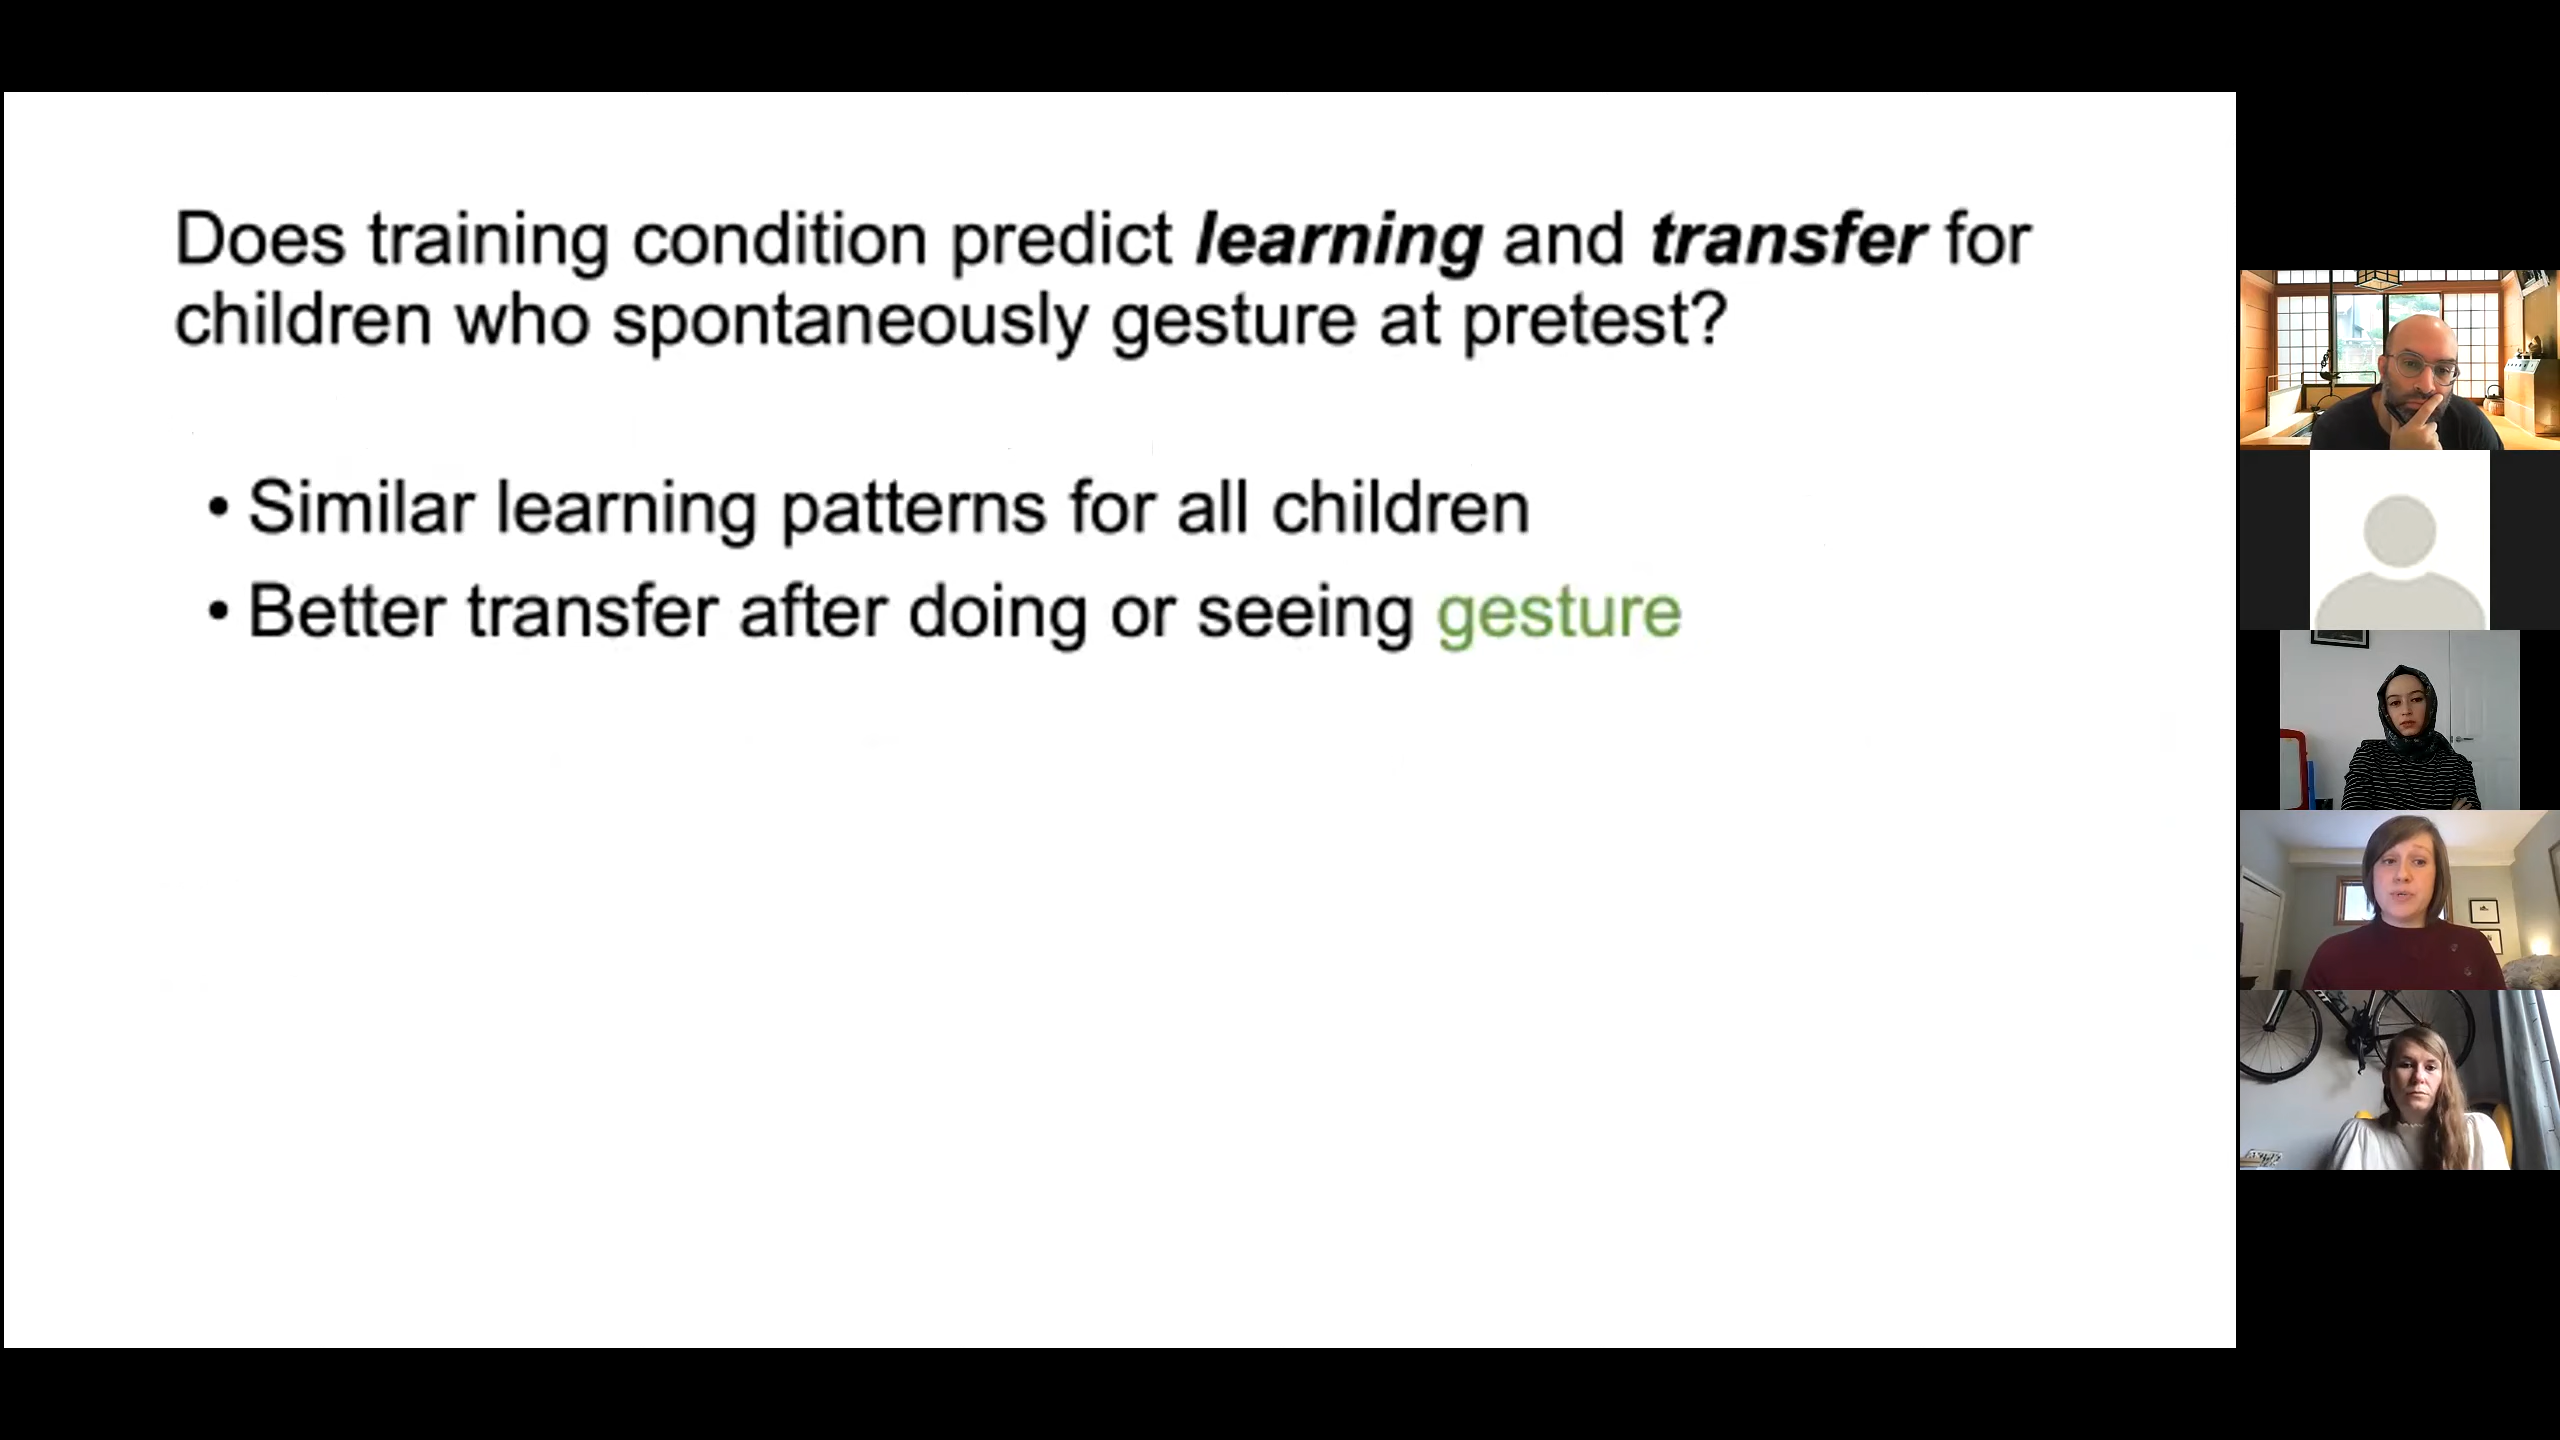 Does training condition predict learning and transfer for
children who spontaneously gesture at pretest?
• Similar learning patterns for all children
• Better transfer after doing or seeing gesture